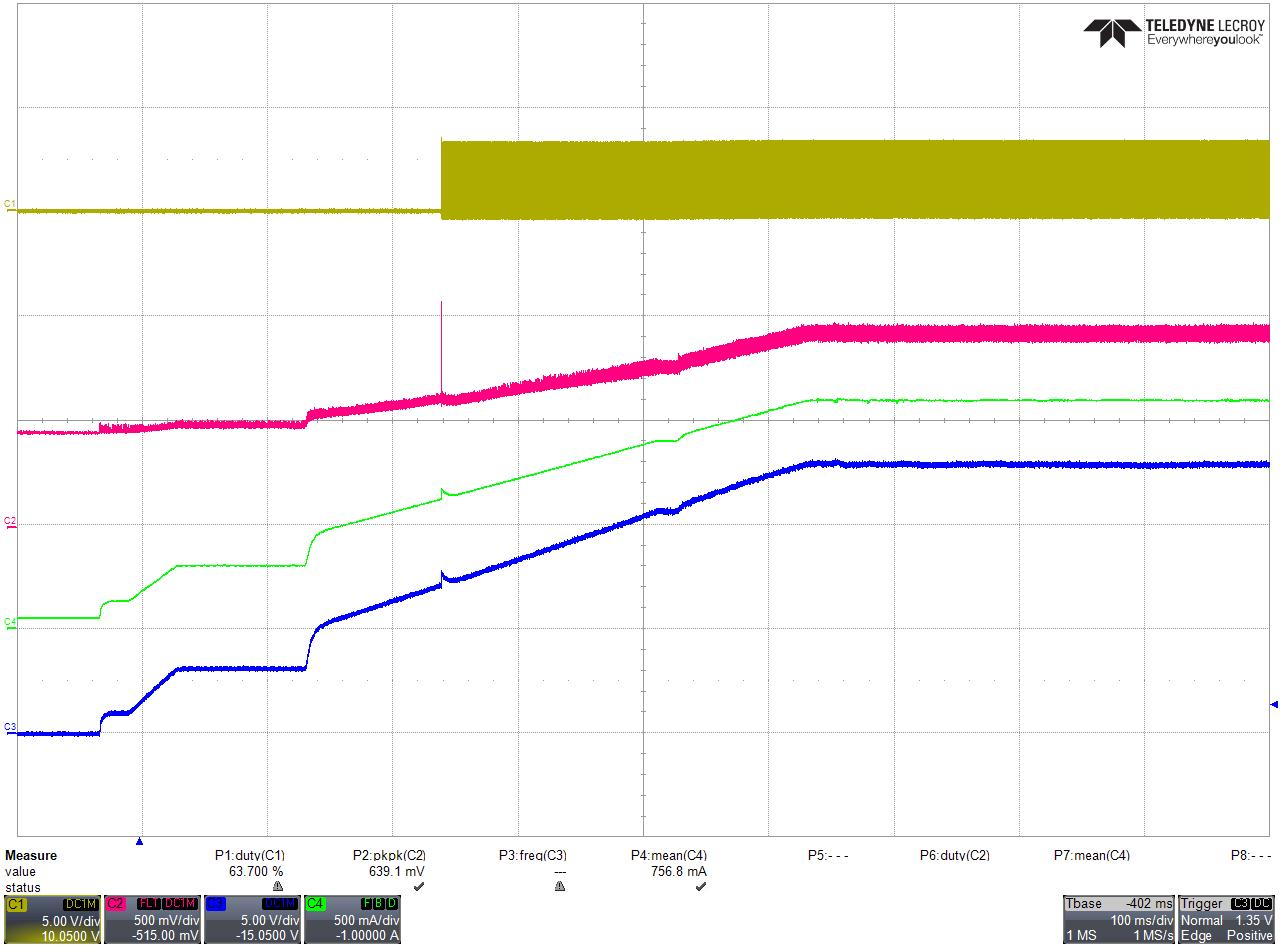 TELEDYNE LECROY
Everywhereyoulook™
C1
C2
C4
C3
Measure P1:duty(C1) P2:pkpk(C2) P3:freq(C3) P4:mean(C4) P5:- - - P6:duty(C2) P7:mean(C4) P8:- - -
value 63.700 % 639.1 mV --- 756.8 mA
status
C1 DC1M
5.00 V/div
10.0500 V
C2 FLT DC1M
500 mV/div
-515.00 mV
C3 DC1M
5.00 V/div
-15.0500 V
C4 F B D
500 mA/div
-1.00000 A
Tbase -402 ms
100 ms/div
1 MS 1 MS/s
Trigger C3 DC
Normal 1.35 V
Edge Positive